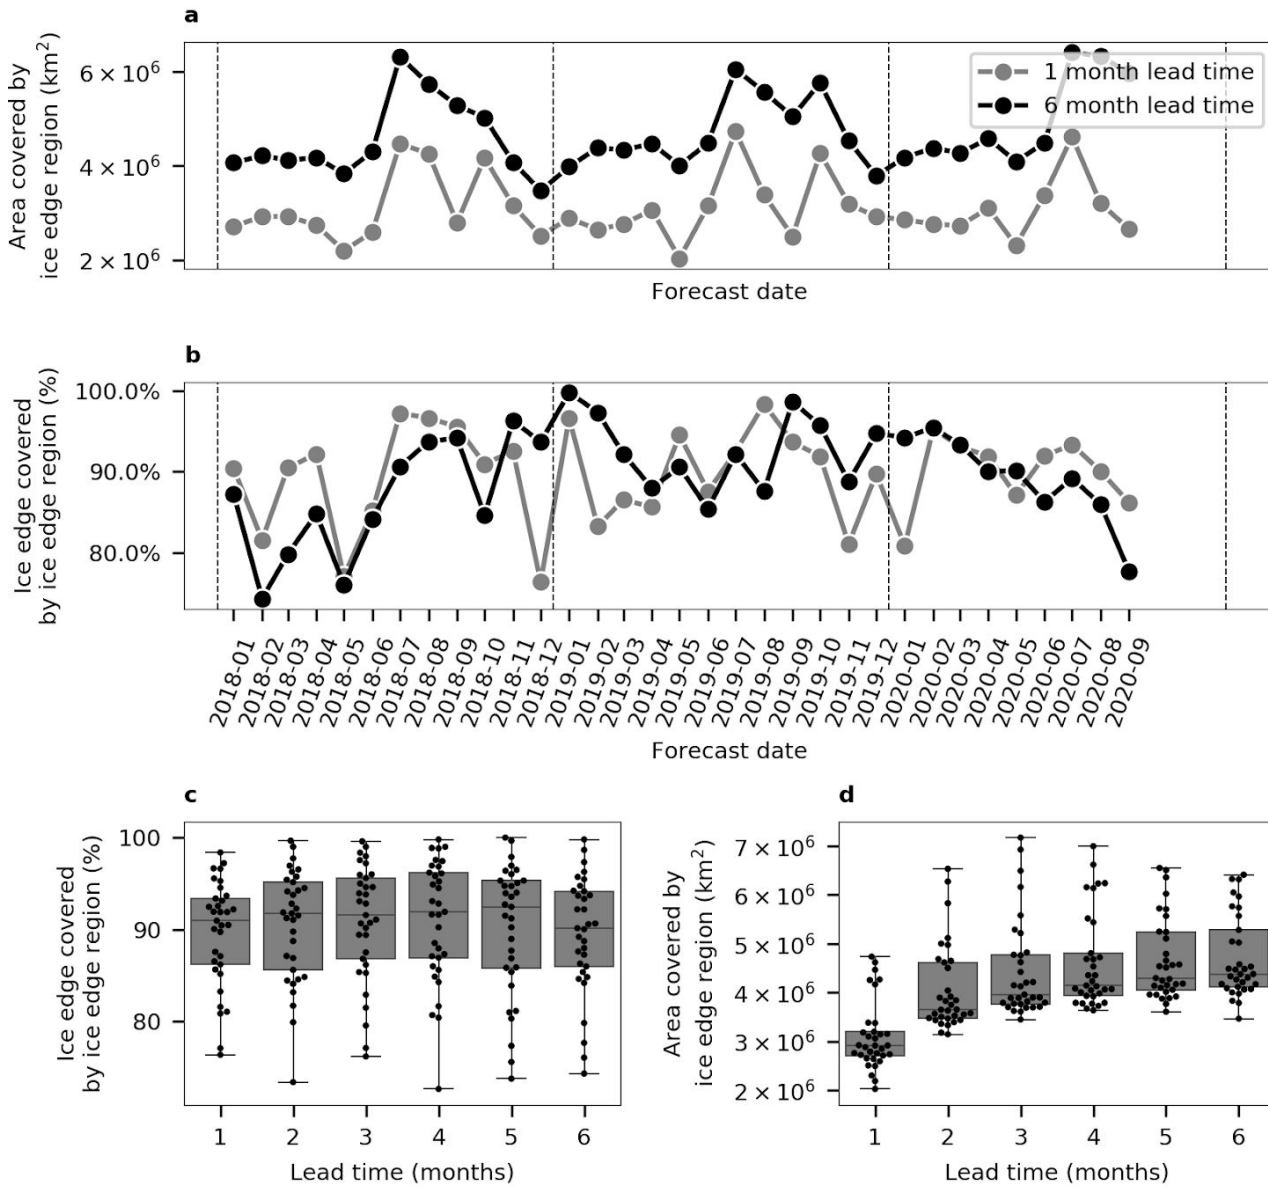 a
Area covered by
ice edge region (km²)
6 × 10⁶
4 × 10⁶
2 × 10⁶
1 month lead time
6 month lead time
Forecast date
b
Ice edge covered
by ice edge region (%)
100.0%
90.0%
80.0%
2018-01
2018-02
2018-03
2018-04
2018-05
2018-06
2018-07
2018-08
2018-09
2018-10
2018-11
2018-12
2019-01
2019-02
2019-03
2019-04
2019-05
2019-06
2019-07
2019-08
2019-09
2019-10
2019-11
2019-12
2020-01
2020-02
2020-03
2020-04
2020-05
2020-06
2020-07
2020-08
2020-09
Forecast date
c
Ice edge covered
by ice edge region (%)
100
90
80
1 2 3 4 5 6
Lead time (months)
d
Area covered by
ice edge region (km²)
7 × 10⁶
6 × 10⁶
5 × 10⁶
4 × 10⁶
3 × 10⁶
2 × 10⁶
1 2 3 4 5 6
Lead time (months)